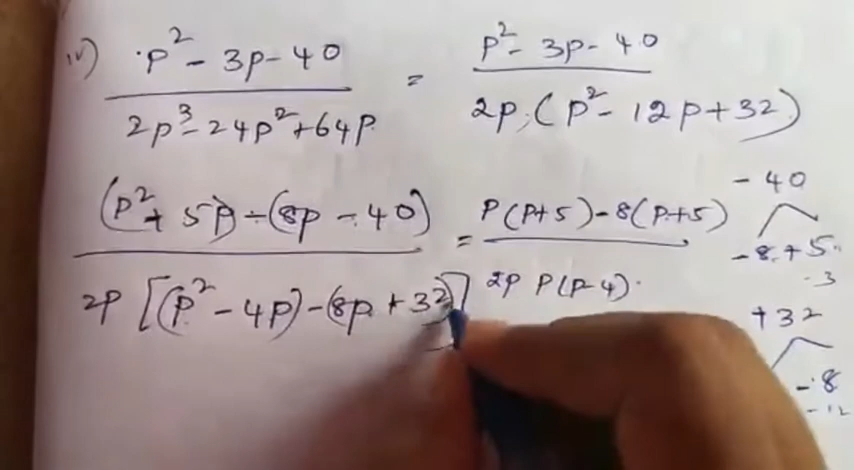 iv) p² - 3p - 40 / 2p³ - 24p² + 64p = p² - 3p - 40 / 2p (p² - 12p + 32)
(p² + 5p) - (8p - 40) / 2p [(p² - 4p) - (8p + 32)] = p(p+5) - 8(p+5) / 2p p(p-4)
- 40
- 8 + 5
- 3
+ 32
- 8
- 12